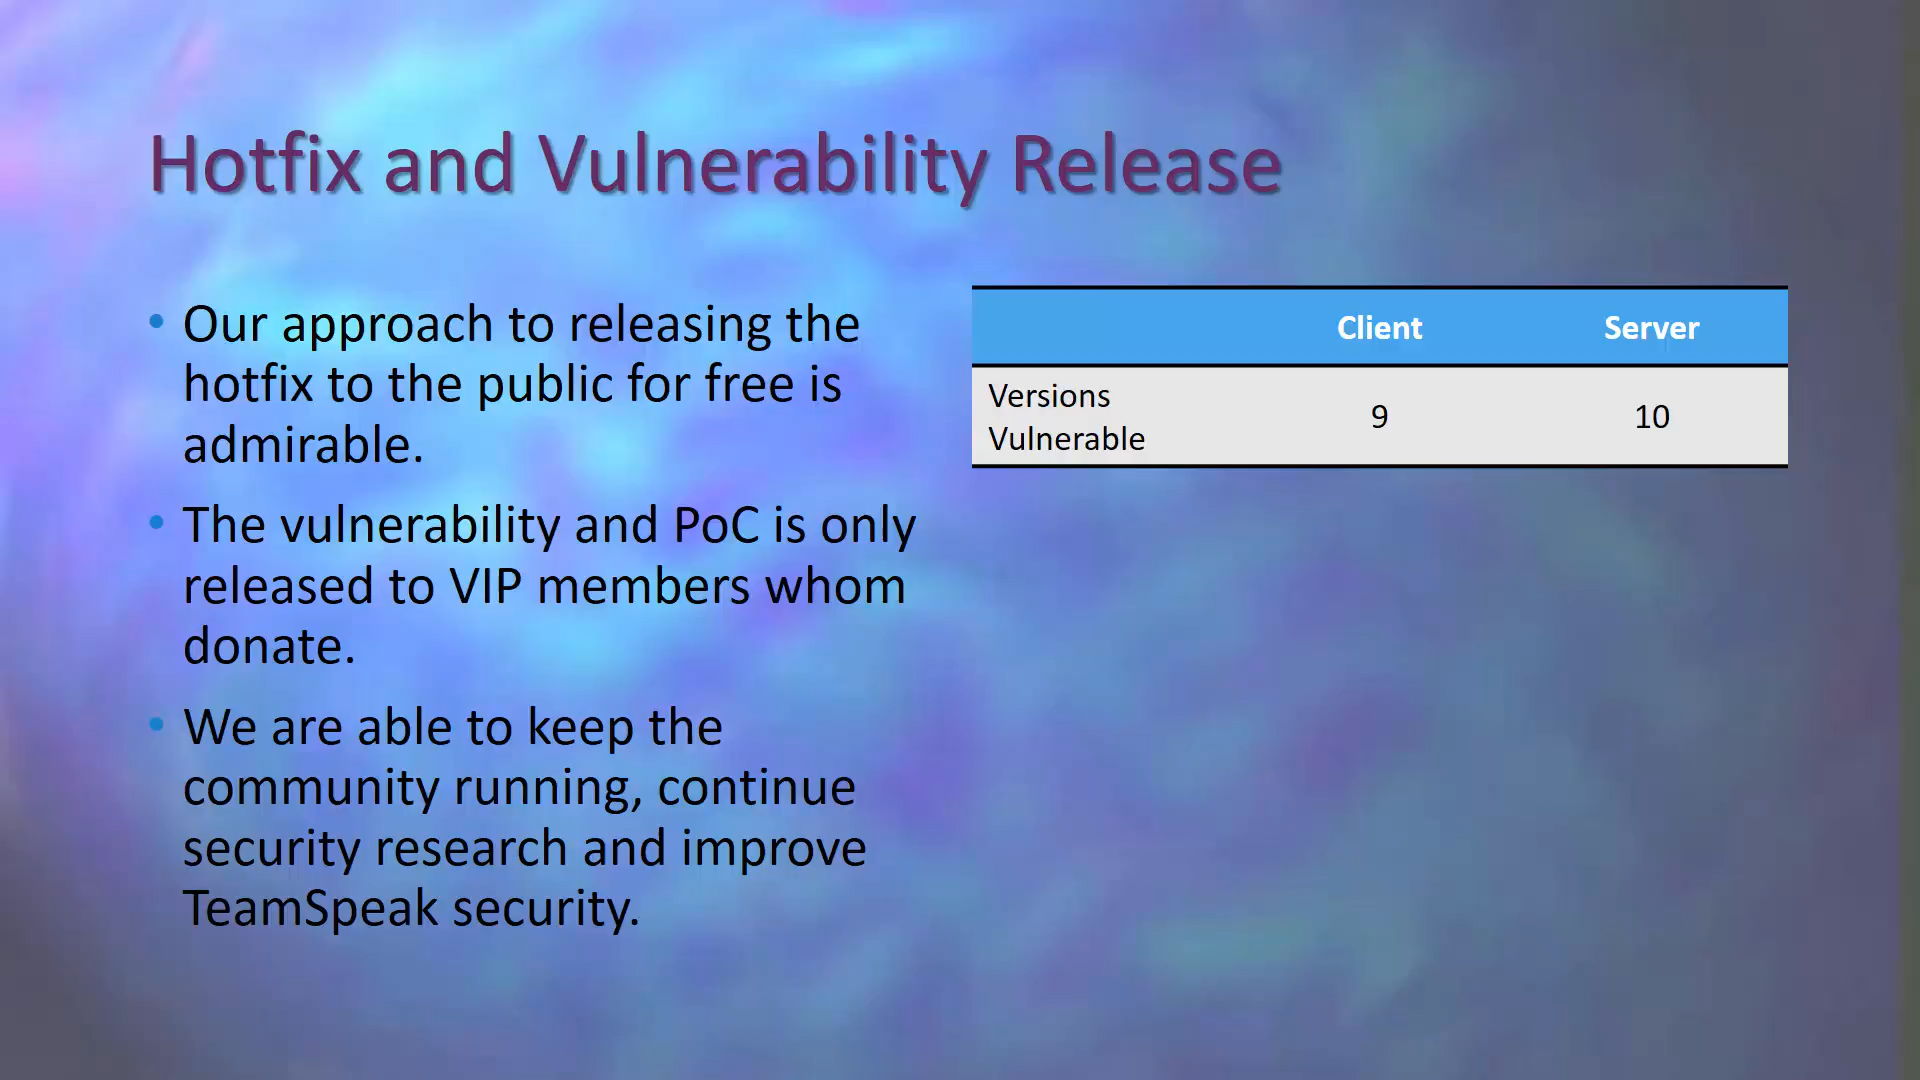 Hotfix and Vulnerability Release
• Our approach to releasing the
hotfix to the public for free is
admirable.
• The vulnerability and PoC is only
released to VIP members whom
donate.
• We are able to keep the
community running, continue
security research and improve
TeamSpeak security.
Client Server
Versions
Vulnerable
9 10